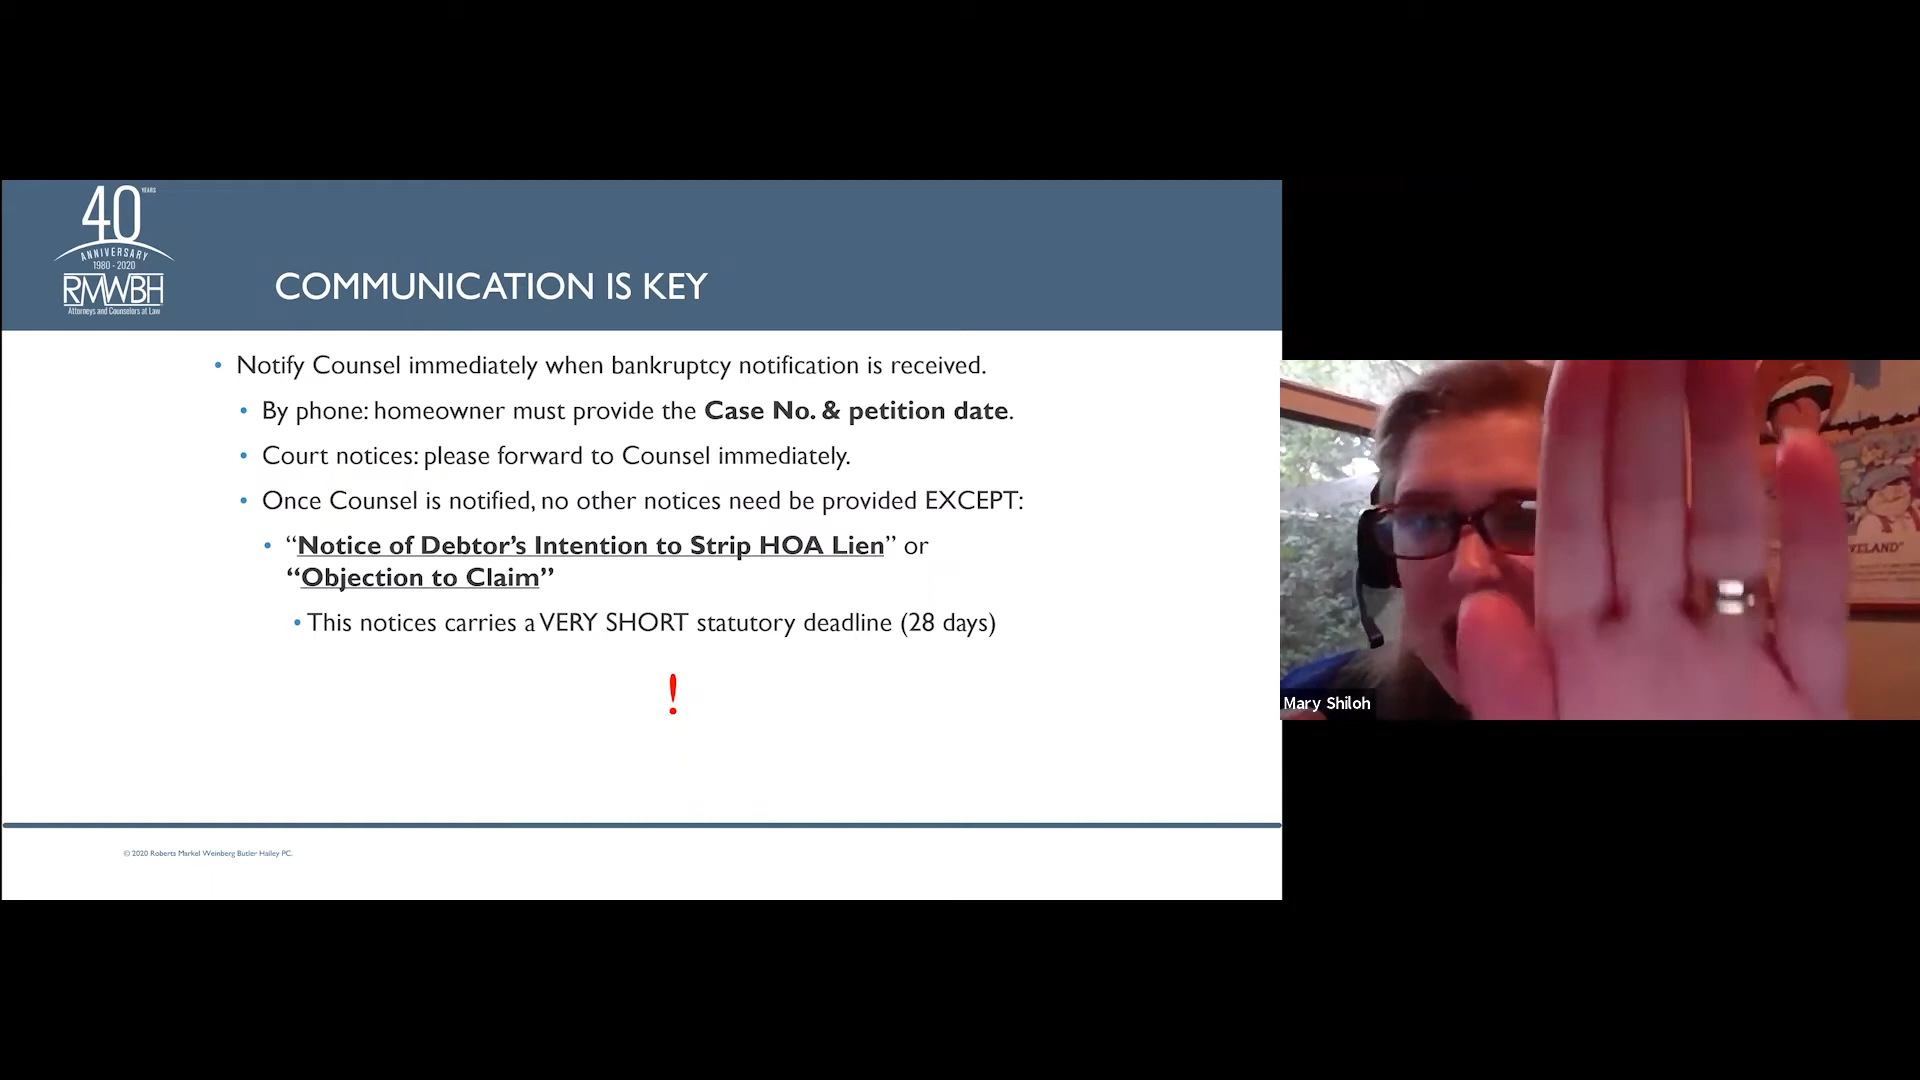 40 YEARS
ANNIVERSARY
1980 - 2020
RMWBH
Attorneys and Counselors at Law
COMMUNICATION IS KEY
• Notify Counsel immediately when bankruptcy notification is received.
• By phone: homeowner must provide the Case No. & petition date.
• Court notices: please forward to Counsel immediately.
• Once Counsel is notified, no other notices need be provided EXCEPT:
• “Notice of Debtor’s Intention to Strip HOA Lien” or
“Objection to Claim”
• This notices carries a VERY SHORT statutory deadline (28 days)
!
© 2020 Roberts Markel Weinberg Butler Hailey PC.
VELAND"
Mary Shiloh